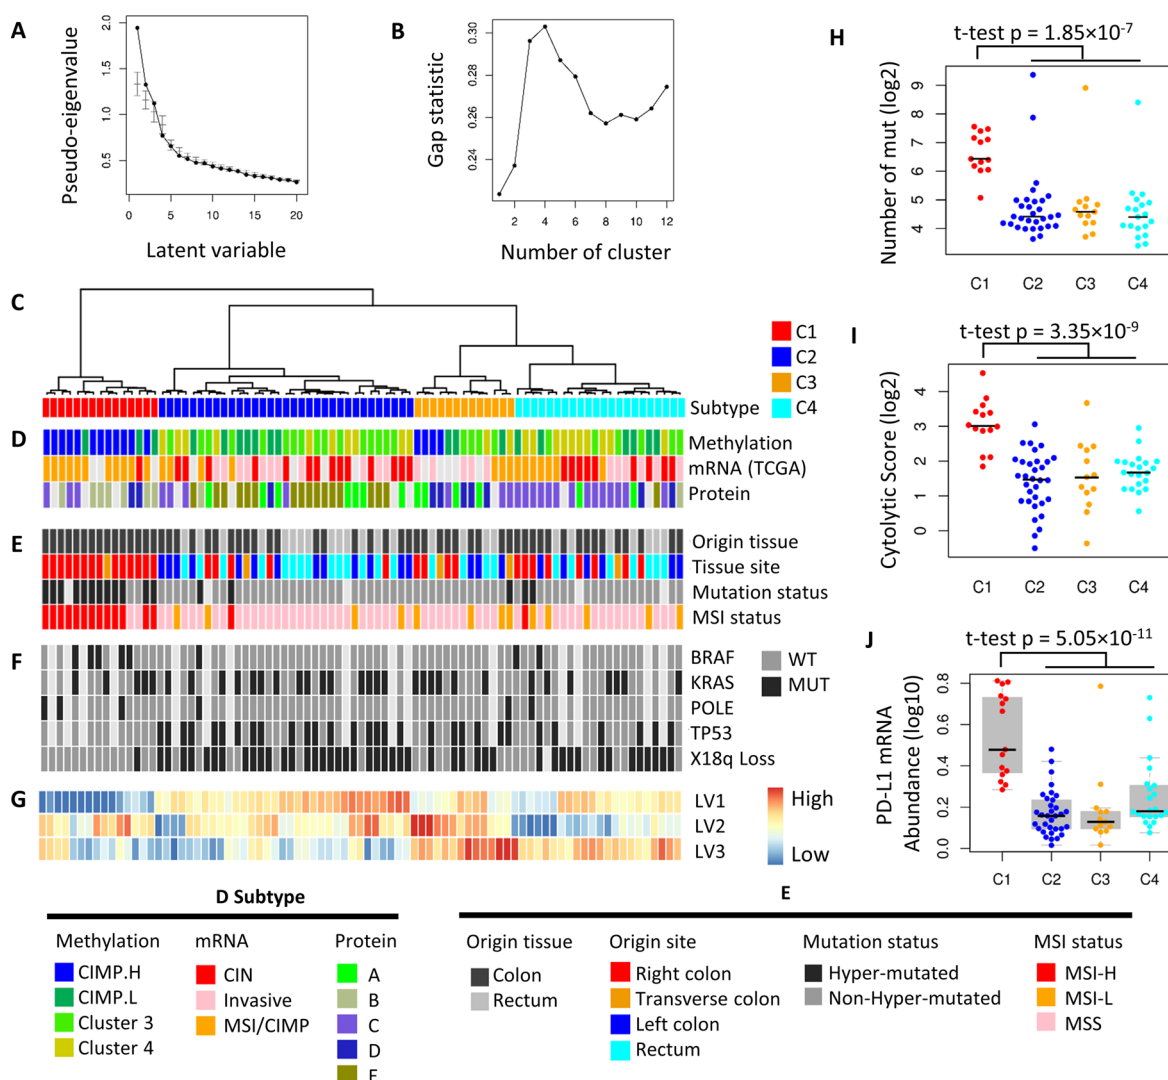 A
Pseudo-eigenvalue
2.0
1.5
1.0
0.5
0 5 10 15 20
Latent variable
B
Gap statistic
0.30
0.28
0.26
0.24
2 4 6 8 10 12
Number of cluster
C
C1
C2
C3
C4
Subtype
D
Methylation
mRNA (TCGA)
Protein
E
Origin tissue
Tissue site
Mutation status
MSI status
F
BRAF
KRAS
POLE
TP53
X18q Loss
WT
MUT
G
LV1
LV2
LV3
High
Low
H
t-test p = 1.85×10-7
Number of mut (log2)
9
8
7
6
5
4
C1 C2 C3 C4
I
t-test p = 3.35×10-9
Cytolytic Score (log2)
4
3
2
1
0
C1 C2 C3 C4
J
t-test p = 5.05×10-11
PD-L1 mRNA
Abundance (log10)
0.8
0.6
0.4
0.2
0.0
C1 C2 C3 C4
D Subtype
Methylation
CIMP.H
CIMP.L
Cluster 3
Cluster 4
mRNA
CIN
Invasive
MSI/CIMP
Protein
A
B
C
D
E
E
Origin tissue
Colon
Rectum
Origin site
Right colon
Transverse colon
Left colon
Rectum
Mutation status
Hyper-mutated
Non-Hyper-mutated
MSI status
MSI-H
MSI-L
MSS